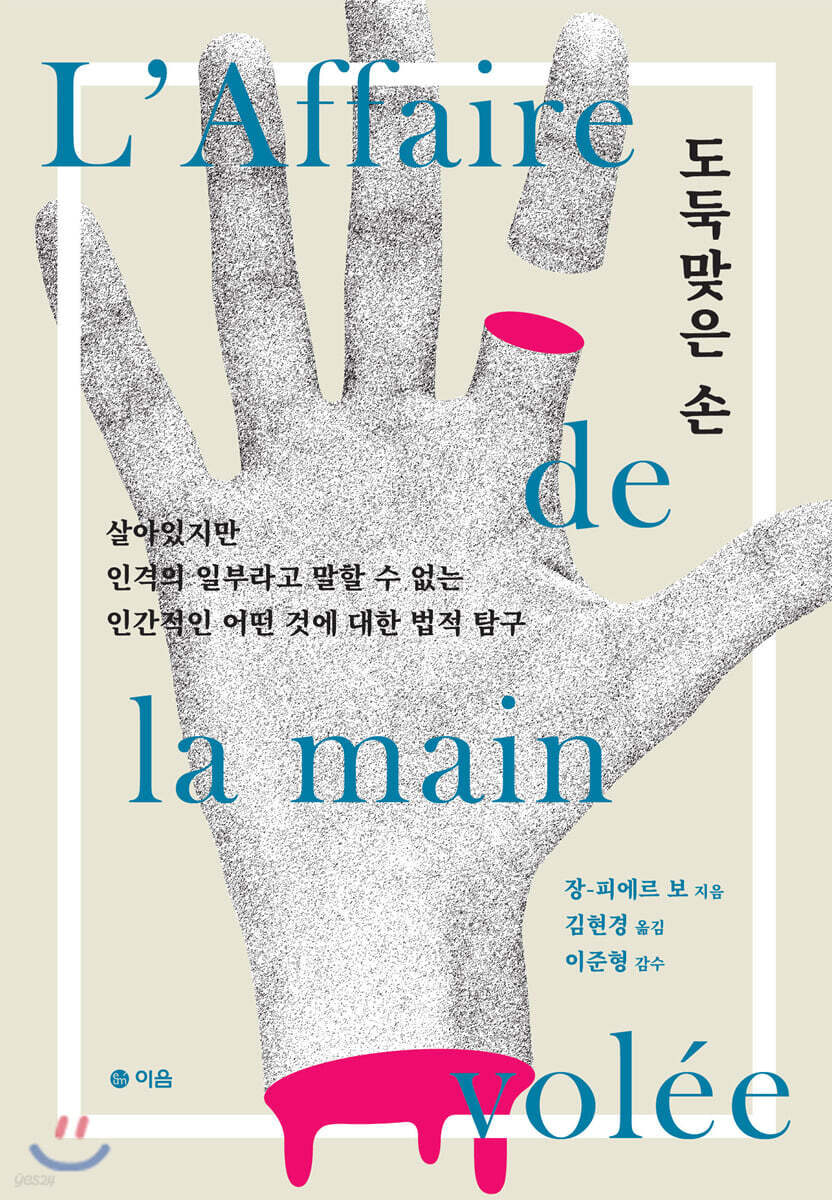 L'Affaire
도둑맞은 손
de
살아있지만
인격의 일부라고 말할 수 없는
인간적인 어떤 것에 대한 법적 탐구
la main
장-피에르 보 지음
김현경 옮김
이준형 감수
volée
eum 이음
yes24